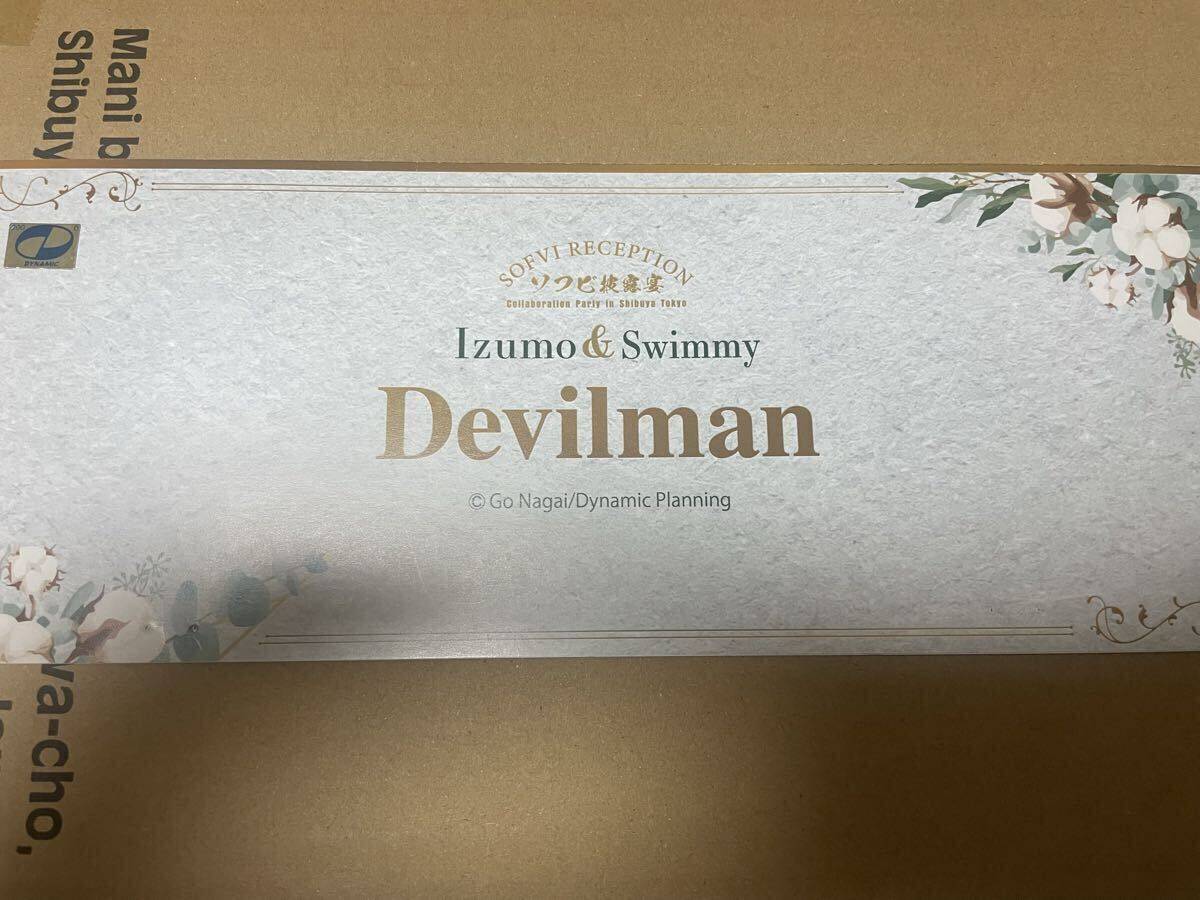 Mani b
shibuy
DYNAMIC
SOFVI RECEPTION
ソフビ披露宴
Collaboration Party in Shibuya Tokyo
Izumo & Swimmy
Devilman
© Go Nagai/Dynamic Planning
wa-cho,